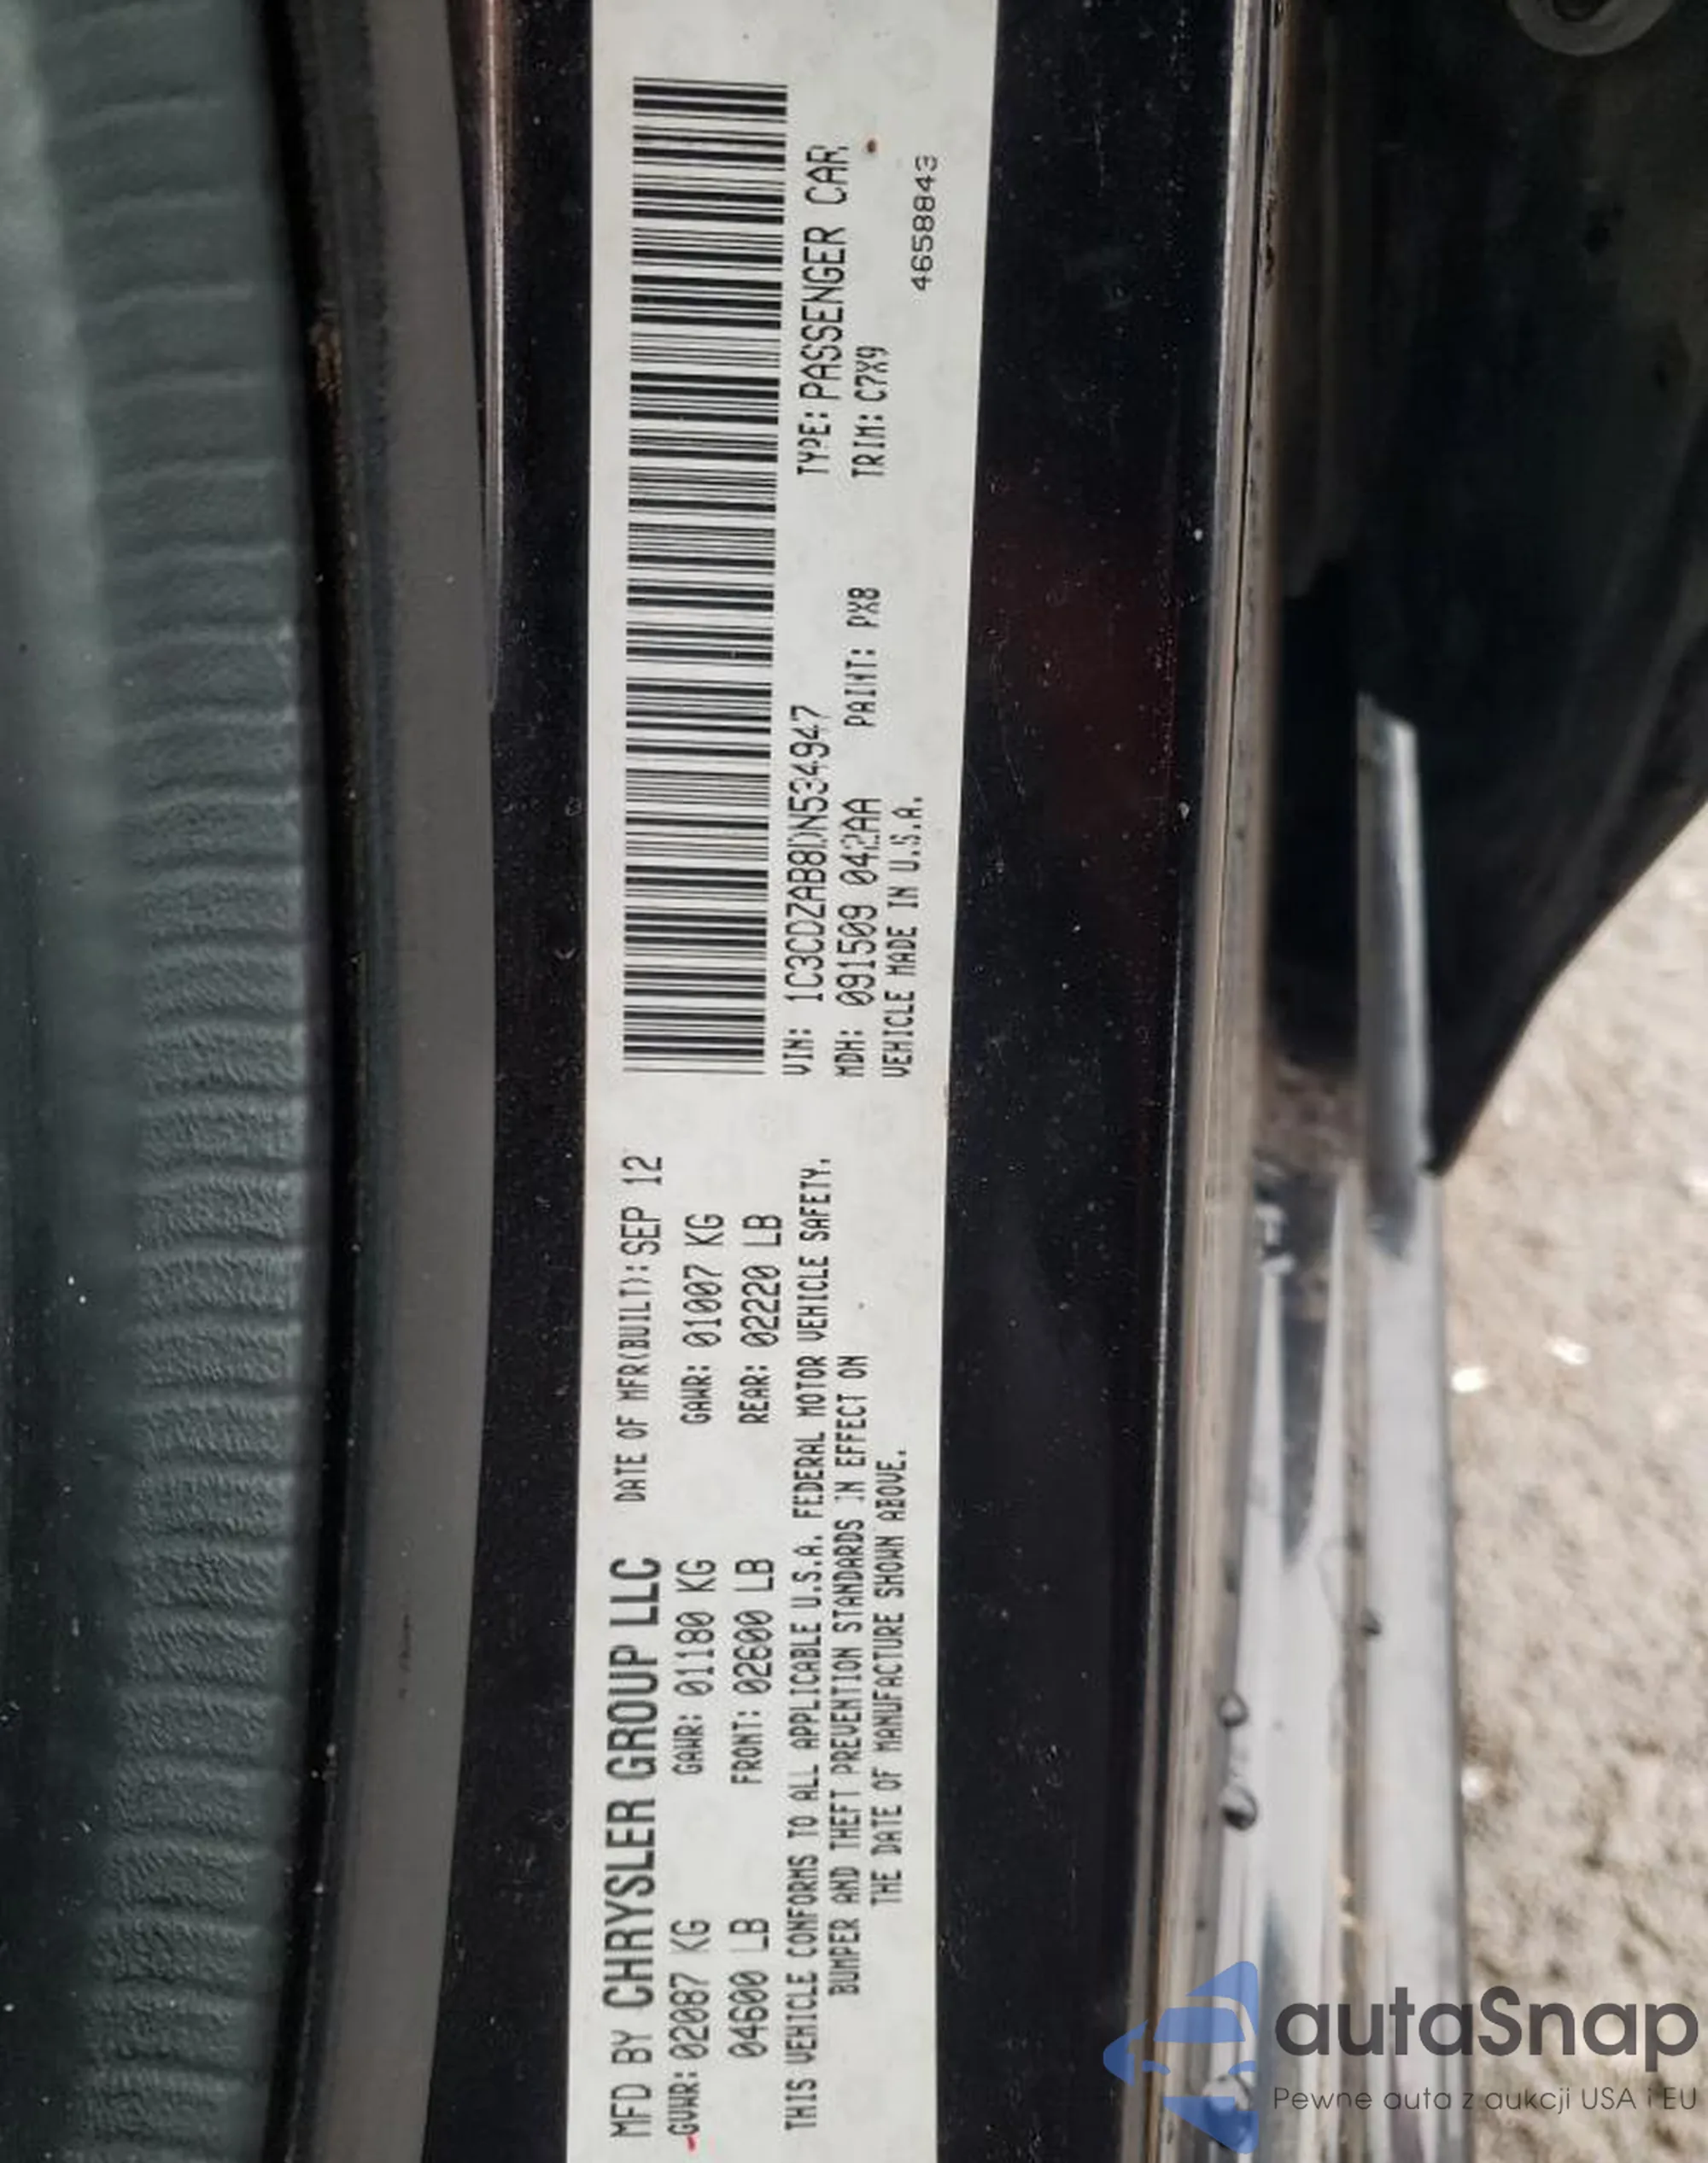 MFD BY CHRYSLER GROUP LLC DATE OF MFR(BUILT): SEP 12
GVWR: 02087 KG GAWR: 01180 KG GAWR: 01007 KG
04600 LB FRONT: 02600 LB REAR: 02220 LB
THIS VEHICLE CONFORMS TO ALL APPLICABLE U.S.A. FEDERAL MOTOR VEHICLE SAFETY,
BUMPER AND THEFT PREVENTION STANDARDS IN EFFECT ON
THE DATE OF MANUFACTURE SHOWN ABOVE.
VIN: 1C3CDZAB8DN534947 TYPE: PASSENGER CAR
MDH: 091509 042AA PAINT: PX8 TRIM: C7X9
VEHICLE MADE IN U.S.A.
4658843
autaSnap
Pewne auta z aukcji USA i EU